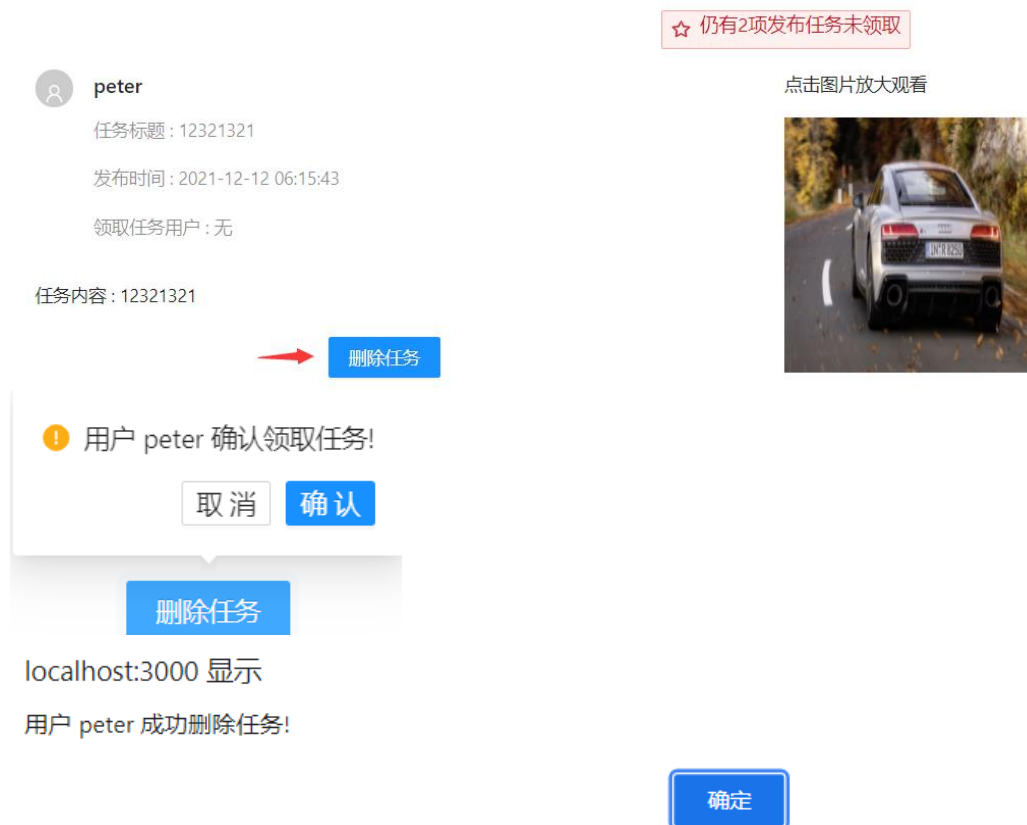 仍有2项发布任务未领取
peter
点击图片放大观看
任务标题 : 12321321
发布时间 : 2021-12-12 06:15:43
领取任务用户 : 无
任务内容 : 12321321
删除任务
用户 peter 确认领取任务!
取 消 确 认
删除任务
localhost:3000 显示
用户 peter 成功删除任务!
确定